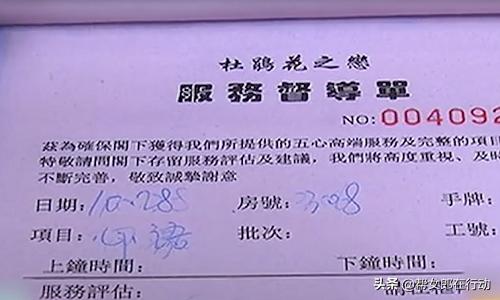 杜鵑花之戀
服務督導單
NO: 004092
茲為確保閣下獲得我們所提供的五心高端服務及完整的項
特敬請問閣下存留服務評估及建議，我們將高度重視、及
不斷完善，敬致誠摯謝意
日期： 房號：3028 手牌：
項目： 批次： 工號：
上鐘時間： 下鐘時間：
服務評估：
头条 @帮女郎在行动